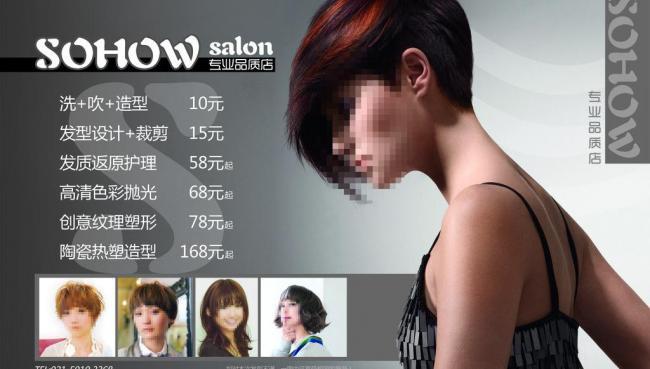 SOHOW salon
专业品质店
洗+吹+造型 10元
发型设计+裁剪 15元
发质返原护理 58元起
高清色彩抛光 68元起
创意纹理塑形 78元起
陶瓷热塑造型 168元起
SOHOW
专业品质店